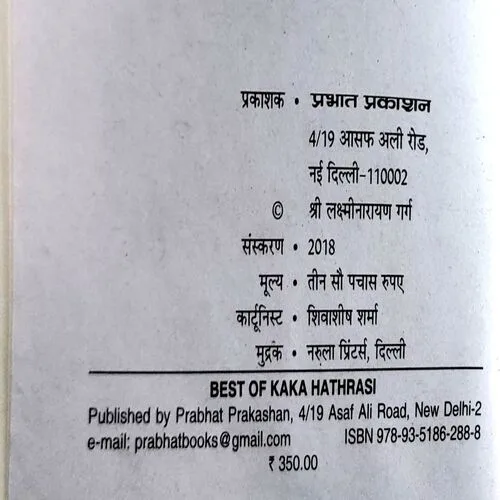 प्रकाशक • प्रभात प्रकाशन
4/19 आसफ अली रोड,
नई दिल्ली-110002
© श्री लक्ष्मीनारायण गर्ग
संस्करण • 2018
मूल्य • तीन सौ पचास रुपए
कार्टूनिस्ट • शिवाशीष शर्मा
मुद्रक • नरुला प्रिंटर्स, दिल्ली
BEST OF KAKA HATHRASI
Published by Prabhat Prakashan, 4/19 Asaf Ali Road, New Delhi-2
e-mail; prabhatbooks@gmail.com ISBN 978-93-5186-288-8
₹ 350.00